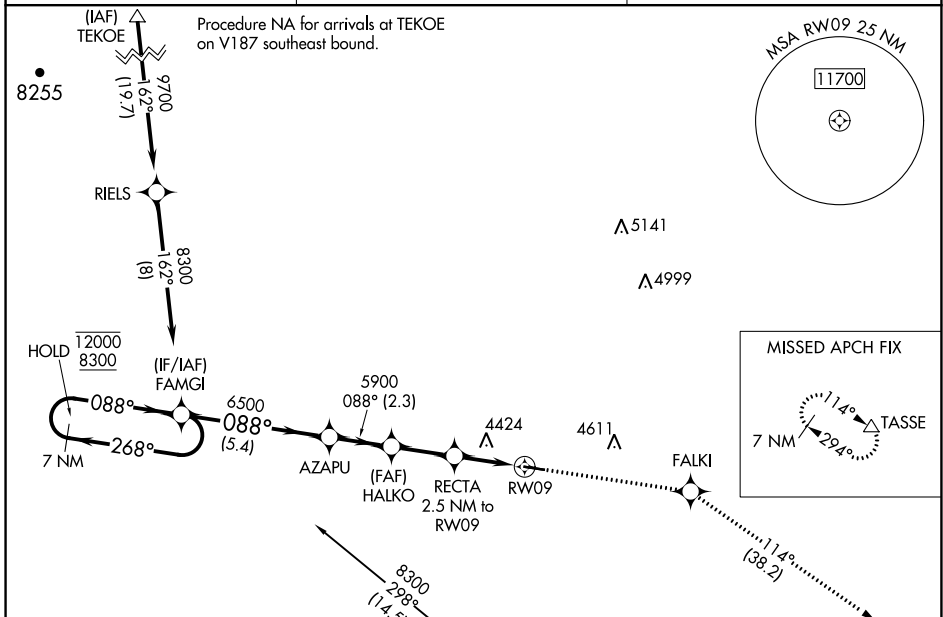 (IAF)
TEKOE
Procedure NA for arrivals at TEKOE
on V187 southeast bound.
MSA RW09 25 NM
11700
8255
9700
162°
(19.7)
RIELS
8300
162°
(8)
5141
4999
HOLD
12000
8300
(IF/IAF)
FAMGI
088°
268°
7 NM
6500
088°
(5.4)
5900
088° (2.3)
AZAPU
(FAF)
HALKO
RECTA
2.5 NM to
RW09
4424
RW09
4611
FALKI
114°
(38.2)
8300
298°
(14.5)
MISSED APCH FIX
114°
TASSE
7 NM
294°